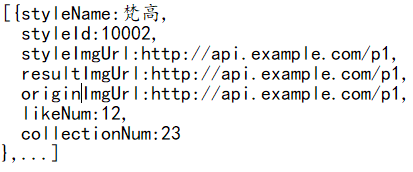 [{styleName:梵高,
styleId:10002,
styleImgUrl:http://api.example.com/p1,
resultImgUrl:http://api.example.com/p1,
originImgUrl:http://api.example.com/p1,
likeNum:12,
collectionNum:23
},...]